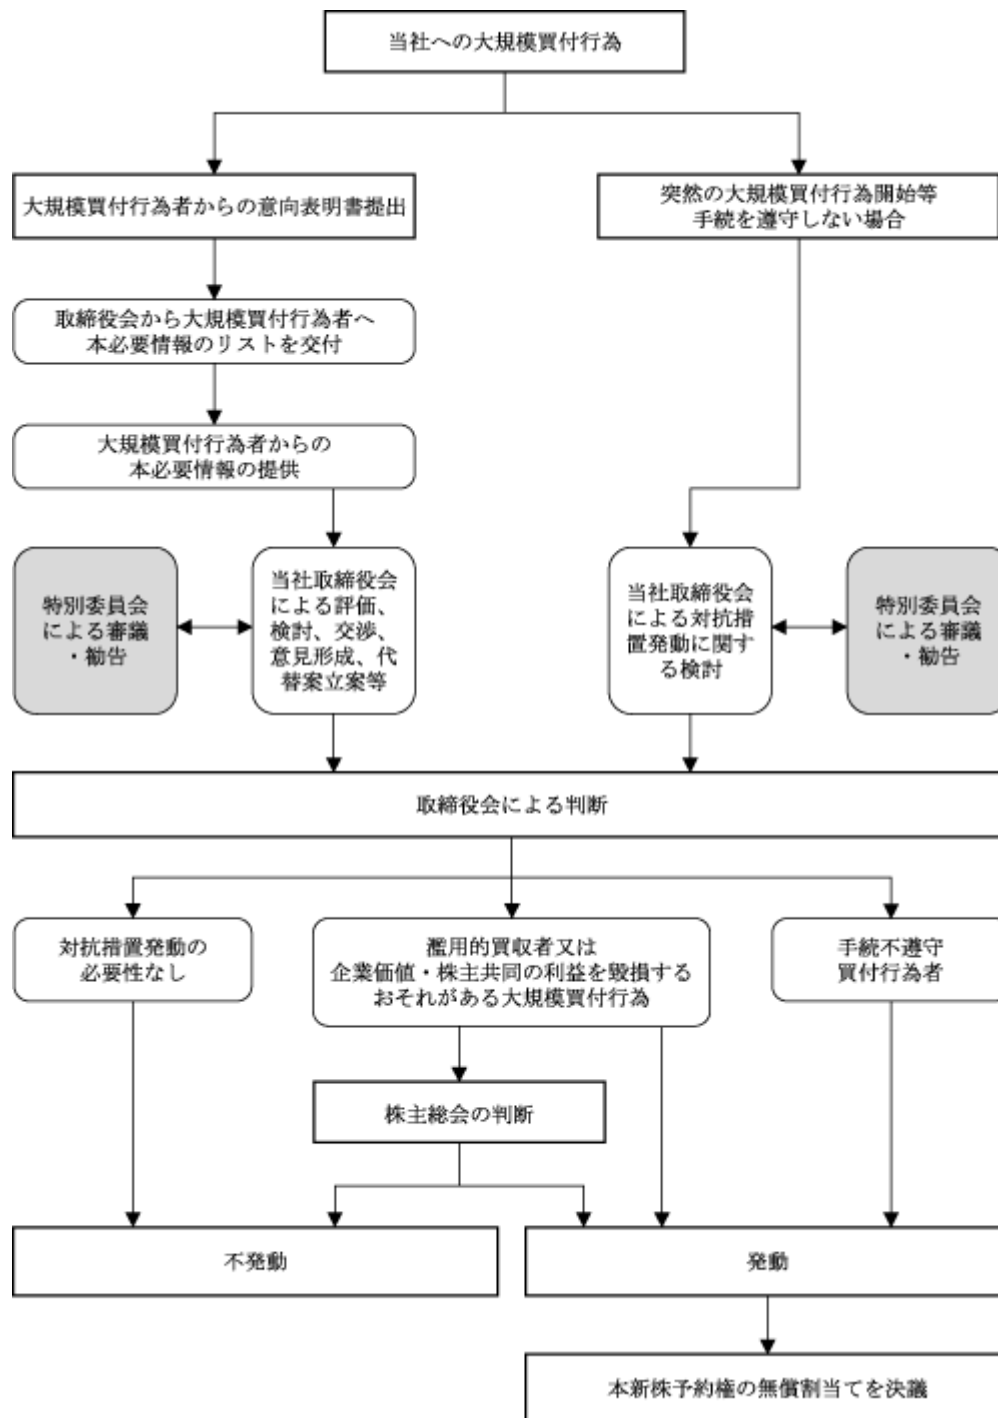 当社への大規模買付行為
大規模買付行為者からの意向表明書提出
突然の大規模買付行為開始等
手続を遵守しない場合
取締役会から大規模買付行為者へ
本必要情報のリストを交付
大規模買付行為者からの
本必要情報の提供
特別委員会
による審議
・勧告
当社取締役会
による評価、
検討、交渉、
意見形成、代
替案立案等
当社取締役会
による対抗措
置発動に関す
る検討
特別委員会
による審議
・勧告
取締役会による判断
対抗措置発動の
必要性なし
濫用的買収者又は
企業価値・株主共同の利益を毀損する
おそれがある大規模買付行為
手続不遵守
買付行為者
株主総会の判断
不発動
発動
本新株予約権の無償割当てを決議